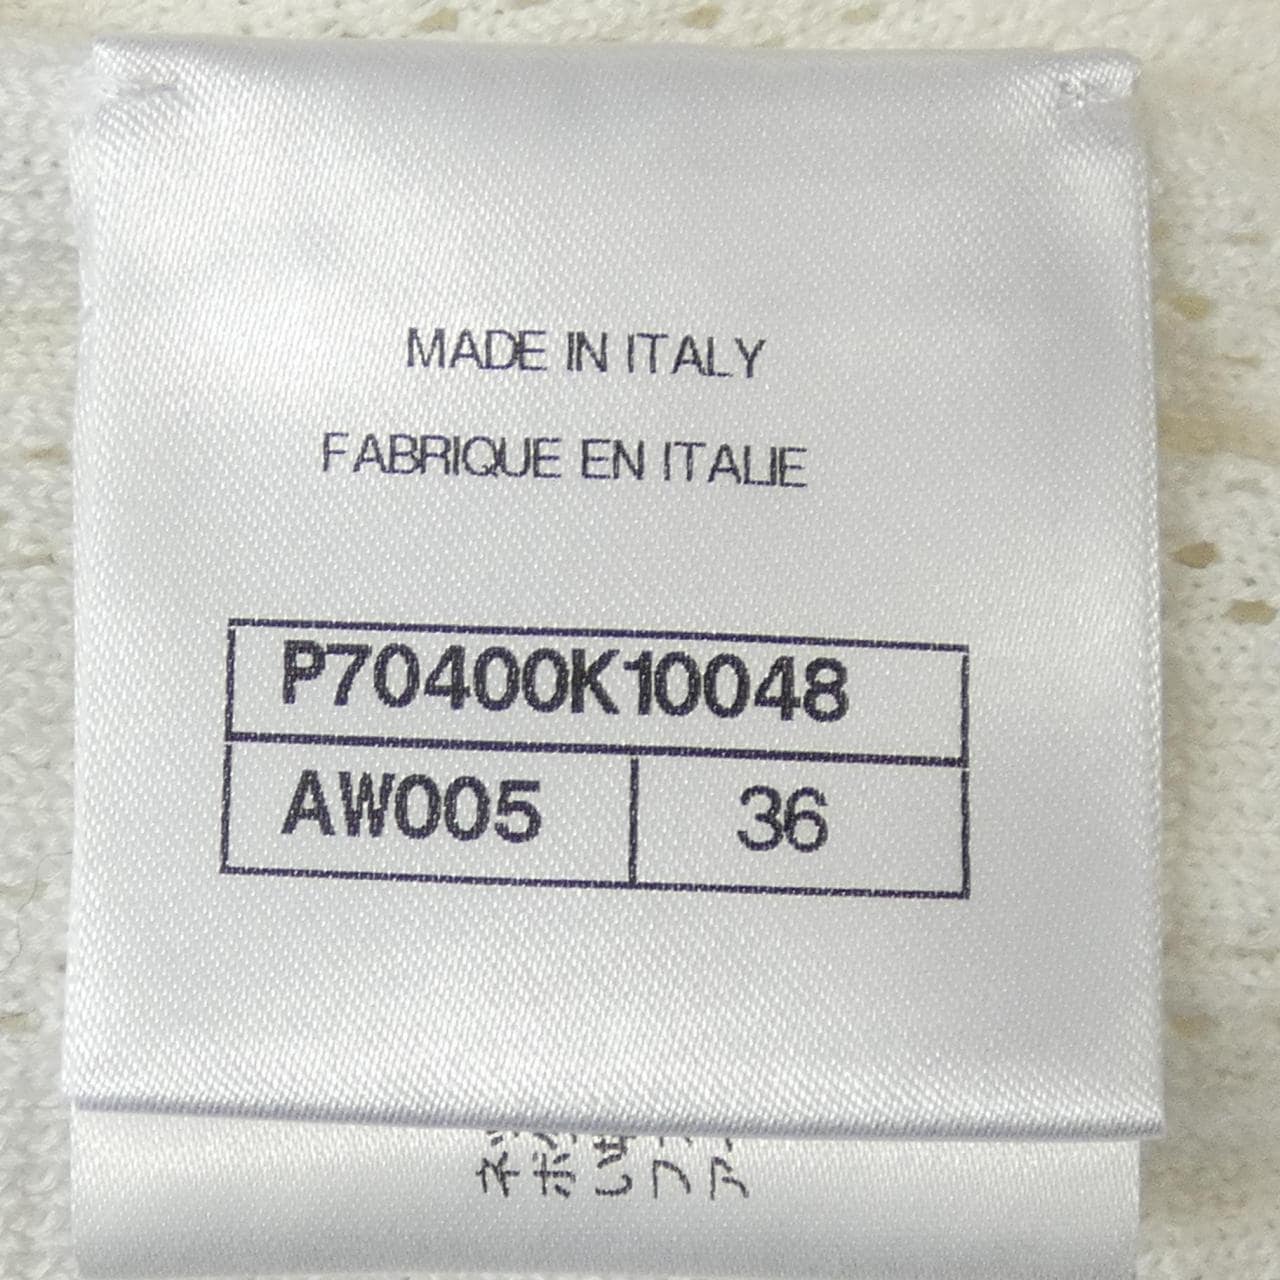 MADE IN ITALY
FABRIQUE EN ITALIE
P70400K10048
AW005
36